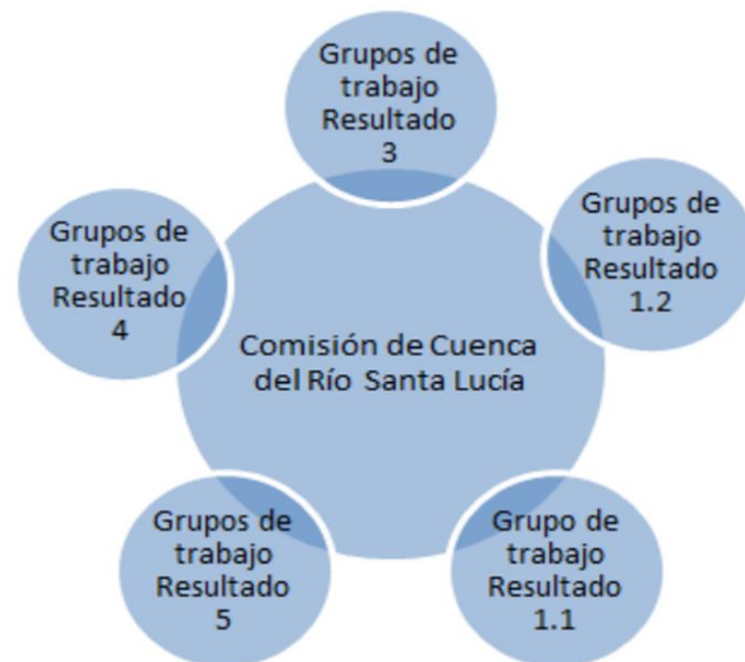 Grupos de
trabajo
Resultado
3
Grupos de
trabajo
Resultado
1.2
Grupos de
trabajo
Resultado
4
Comisión de Cuenca
del Río Santa Lucía
Grupos de
trabajo
Resultado
5
Grupo de
trabajo
Resultado
1.1